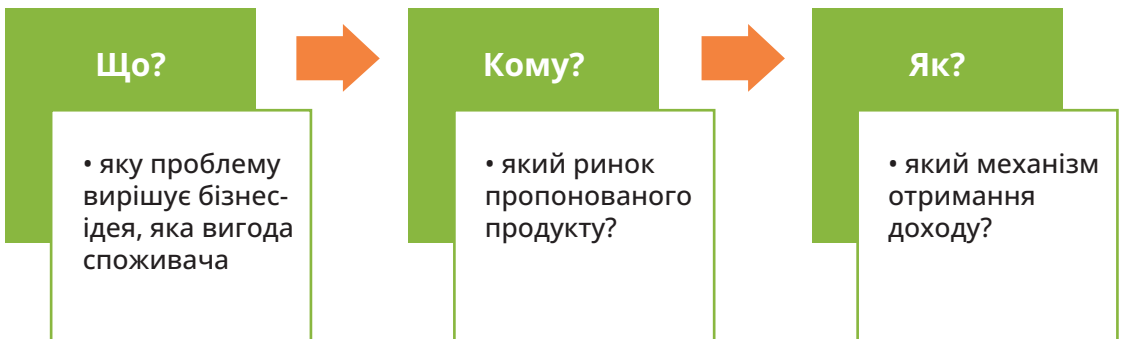 Що?
• яку проблему
вирішує бізнес-
ідея, яка вигода
споживача
Кому?
• який ринок
пропонованого
продукту?
Як?
• який механізм
отримання
доходу?